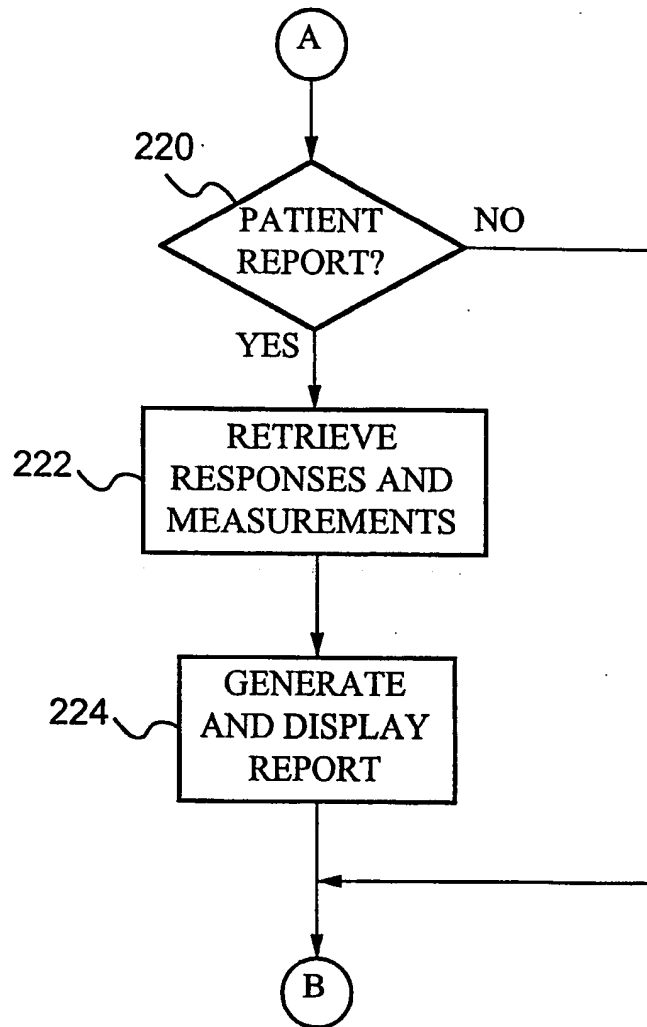 A
220
PATIENT
REPORT?
NO
YES
222
RETRIEVE
RESPONSES AND
MEASUREMENTS
224
GENERATE
AND DISPLAY
REPORT
B